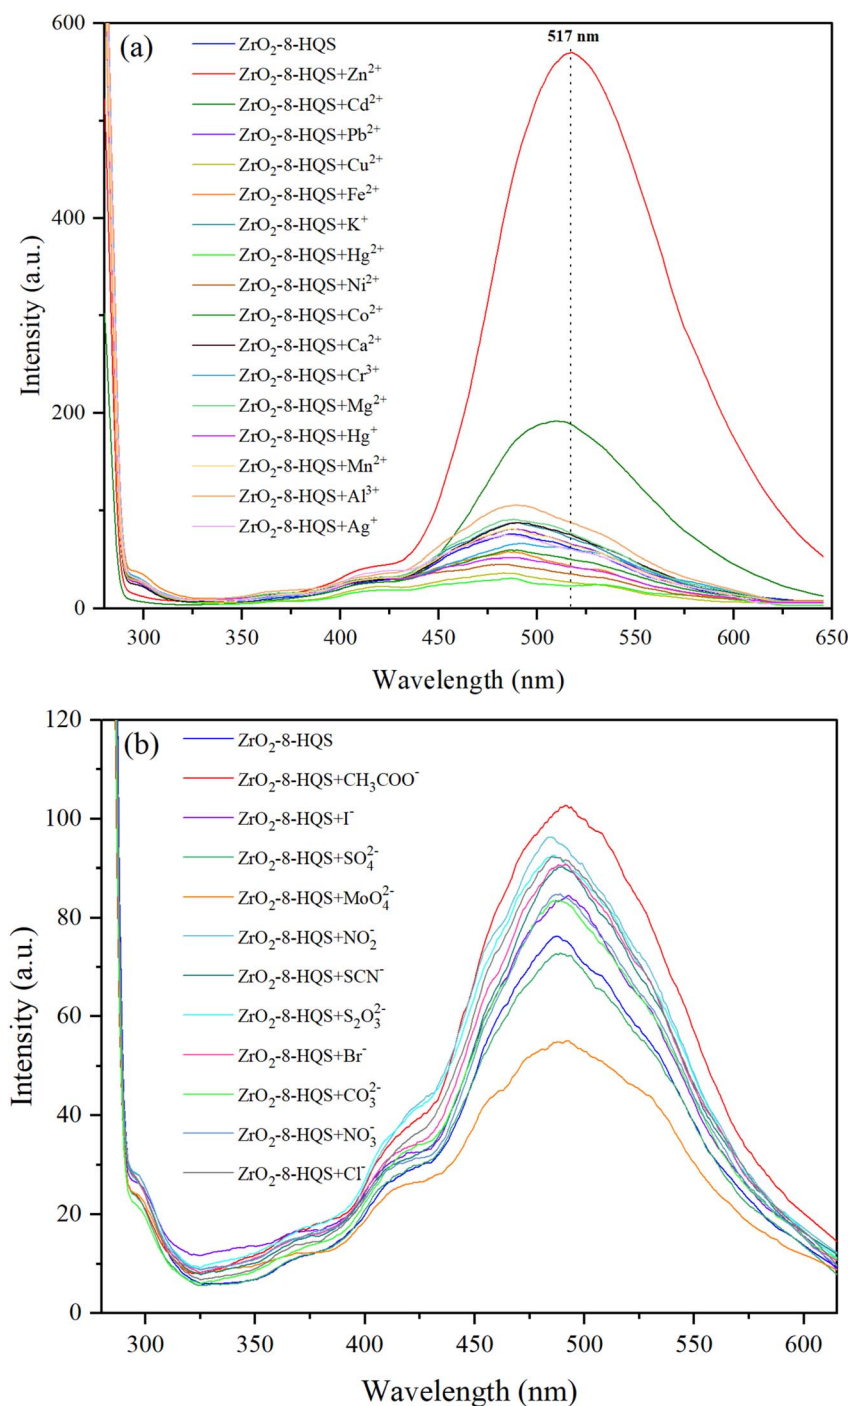 (a)
517 nm
ZrO₂-8-HQS
ZrO₂-8-HQS+Zn²⁺
ZrO₂-8-HQS+Cd²⁺
ZrO₂-8-HQS+Pb²⁺
ZrO₂-8-HQS+Cu²⁺
ZrO₂-8-HQS+Fe²⁺
ZrO₂-8-HQS+K⁺
ZrO₂-8-HQS+Hg²⁺
ZrO₂-8-HQS+Ni²⁺
ZrO₂-8-HQS+Co²⁺
ZrO₂-8-HQS+Ca²⁺
ZrO₂-8-HQS+Cr³⁺
ZrO₂-8-HQS+Mg²⁺
ZrO₂-8-HQS+Hg⁺
ZrO₂-8-HQS+Mn²⁺
ZrO₂-8-HQS+Al³⁺
ZrO₂-8-HQS+Ag⁺
600
400
200
0
Intensity (a.u.)
300 350 400 450 500 550 600 650
Wavelength (nm)
(b)
ZrO₂-8-HQS
ZrO₂-8-HQS+CH₃COO⁻
ZrO₂-8-HQS+I⁻
ZrO₂-8-HQS+SO₄²⁻
ZrO₂-8-HQS+MoO₄²⁻
ZrO₂-8-HQS+NO₂⁻
ZrO₂-8-HQS+SCN⁻
ZrO₂-8-HQS+S₂O₃²⁻
ZrO₂-8-HQS+Br⁻
ZrO₂-8-HQS+CO₃²⁻
ZrO₂-8-HQS+NO₃⁻
ZrO₂-8-HQS+Cl⁻
120
100
80
60
40
20
0
Intensity (a.u.)
300 350 400 450 500 550 600
Wavelength (nm)